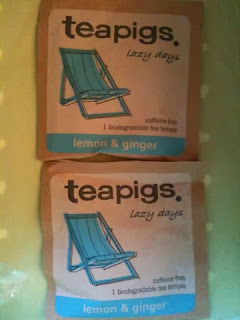 teapigs.
lazy days
caffeine-free
1 biodegradable tea temple
lemon & ginger
teapigs.
lazy days
caffeine-free
1 biodegradable tea temple
lemon & ginger